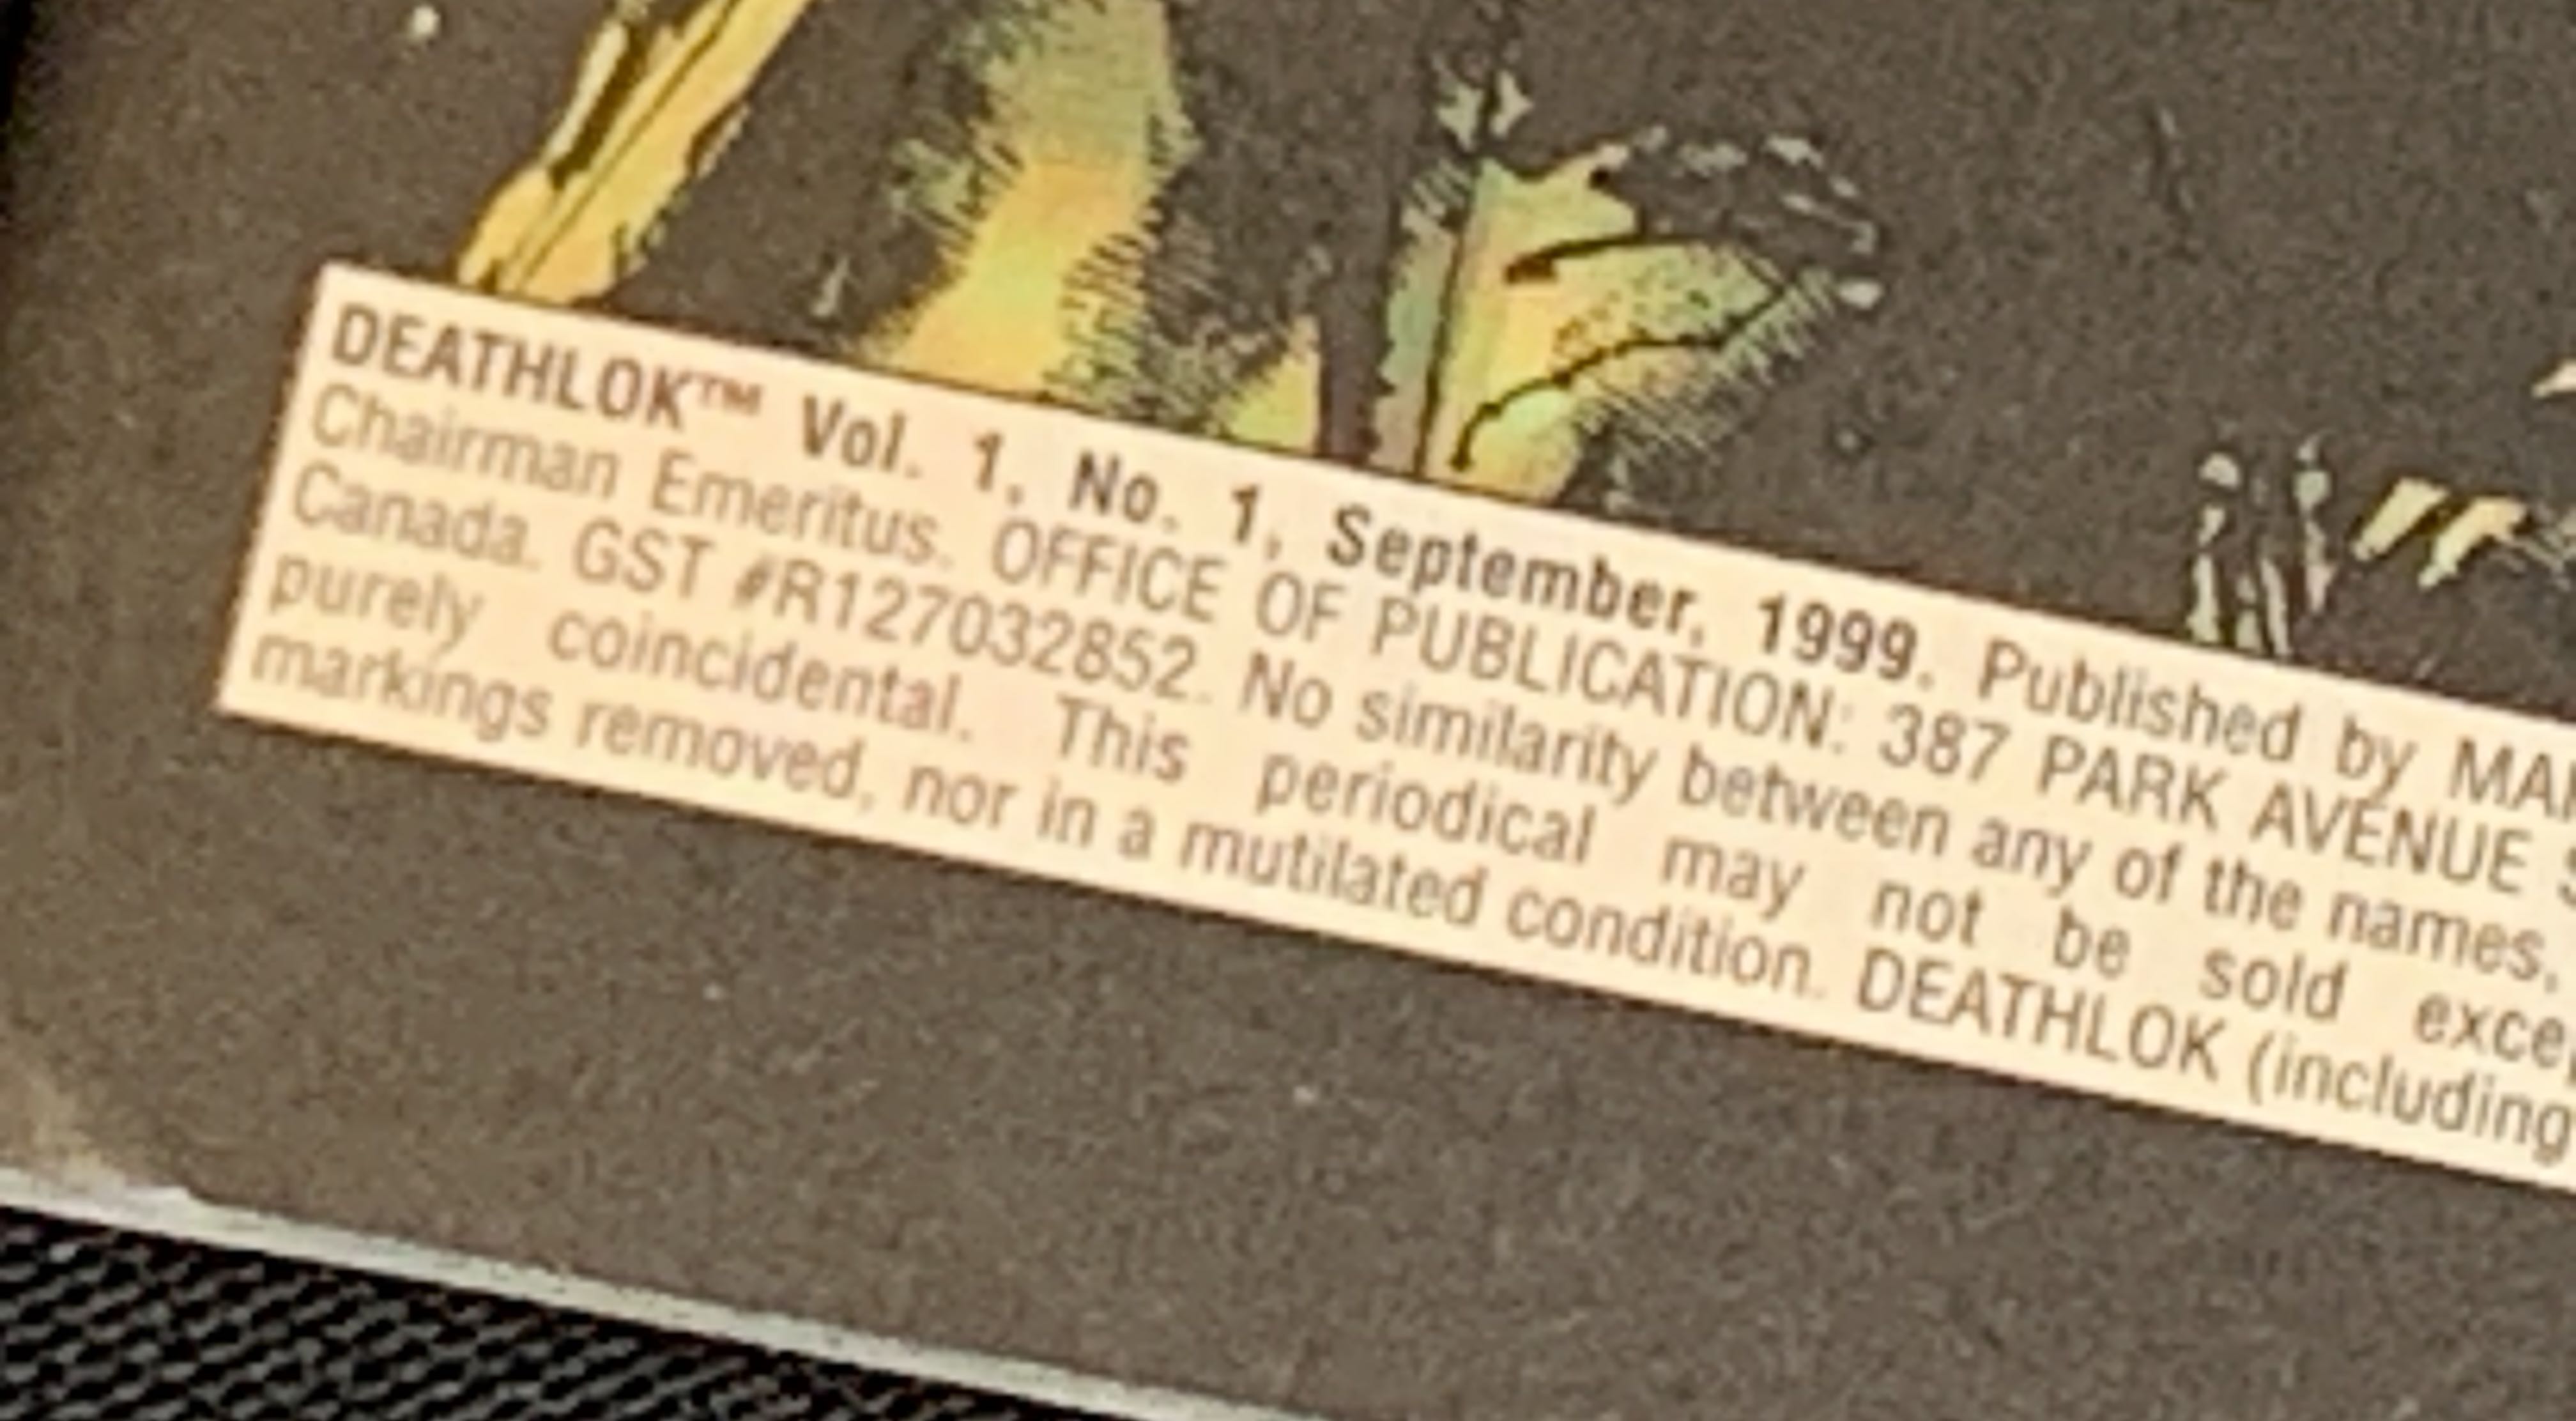 DEATHLOK™ Vol. 1, No. 1, September, 1999. Published by MAR
Chairman Emeritus. OFFICE OF PUBLICATION: 387 PARK AVENUE S
Canada. GST #R127032852. No similarity between any of the names,
purely coincidental. This periodical may not be sold excep
markings removed, nor in a mutilated condition. DEATHLOK (including